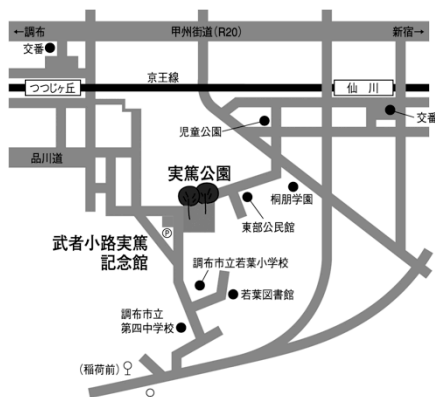 ←調布
甲州街道(R20)
新宿→
交番
京王線
つつじヶ丘
仙川
交番
児童公園
品川道
実篤公園
桐朋学園
東部公民館
P
武者小路実篤
記念館
調布市立若葉小学校
若葉図書館
調布市立
第四中学校
(稲荷前)